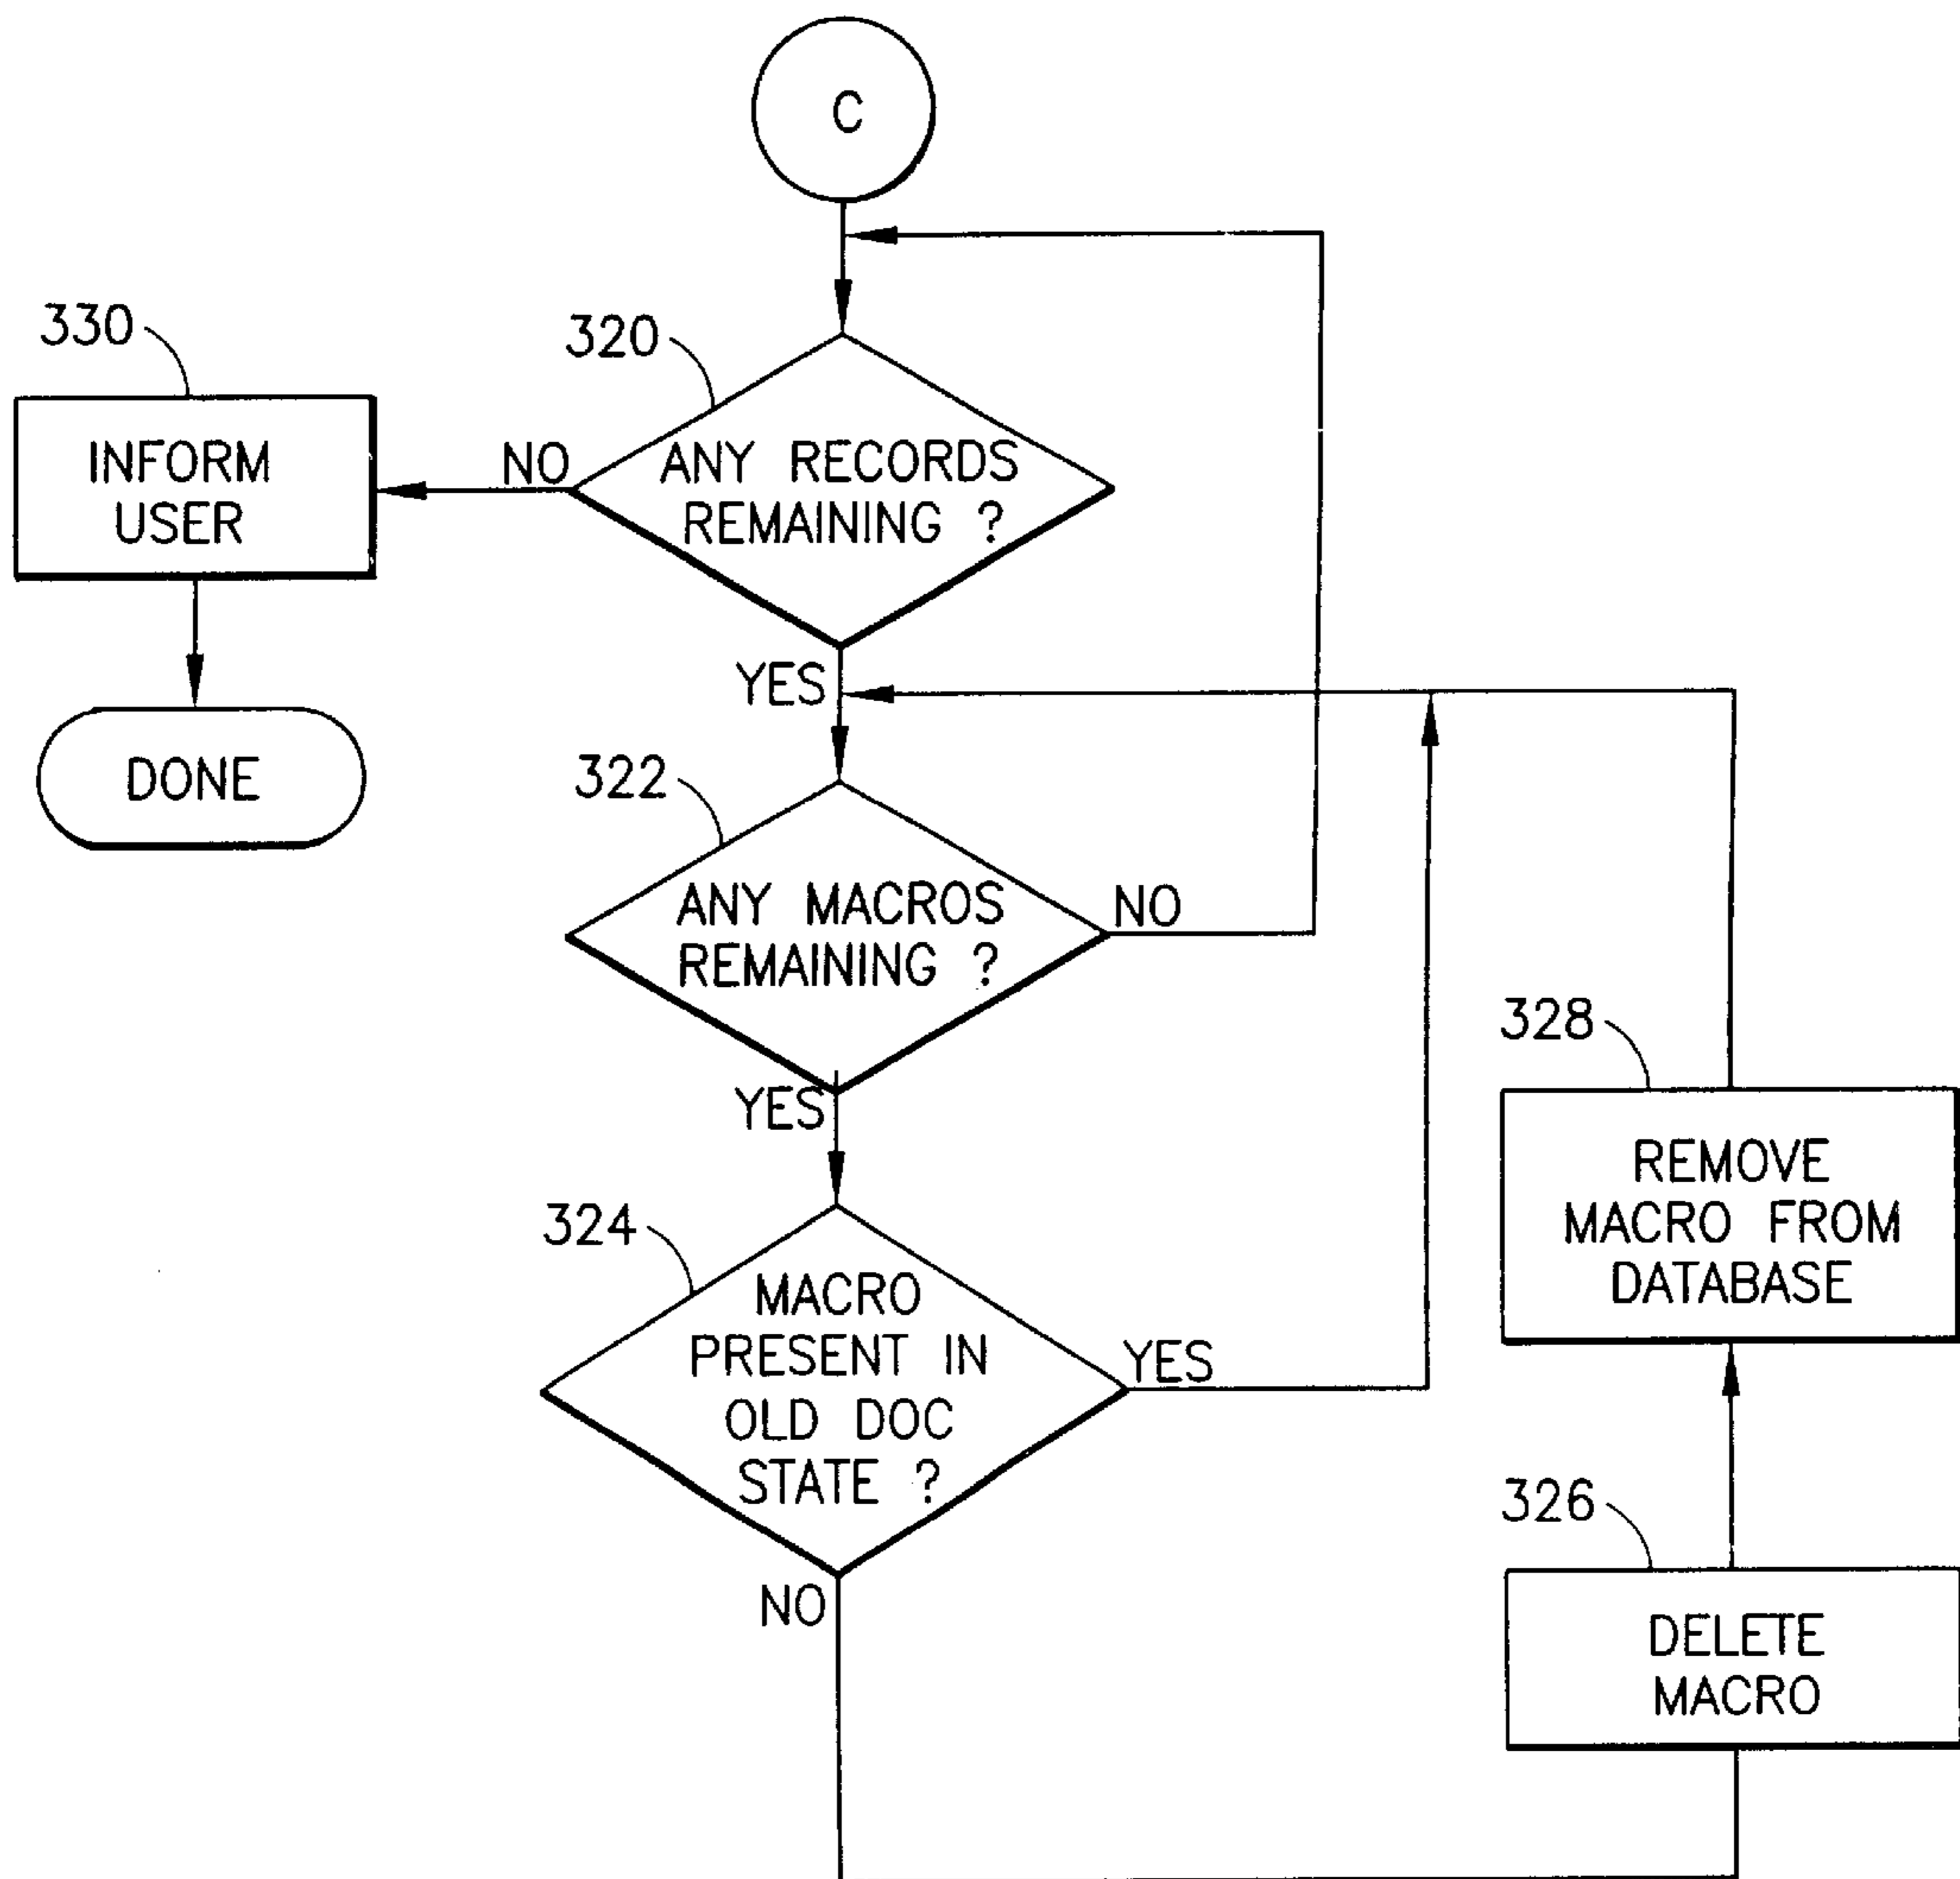 C
330
320
INFORM
USER
NO
ANY RECORDS
REMAINING ?
YES
DONE
322
ANY MACROS
REMAINING ?
NO
YES
328
REMOVE
MACRO FROM
DATABASE
324
MACRO
PRESENT IN
OLD DOC
STATE ?
YES
NO
326
DELETE
MACRO